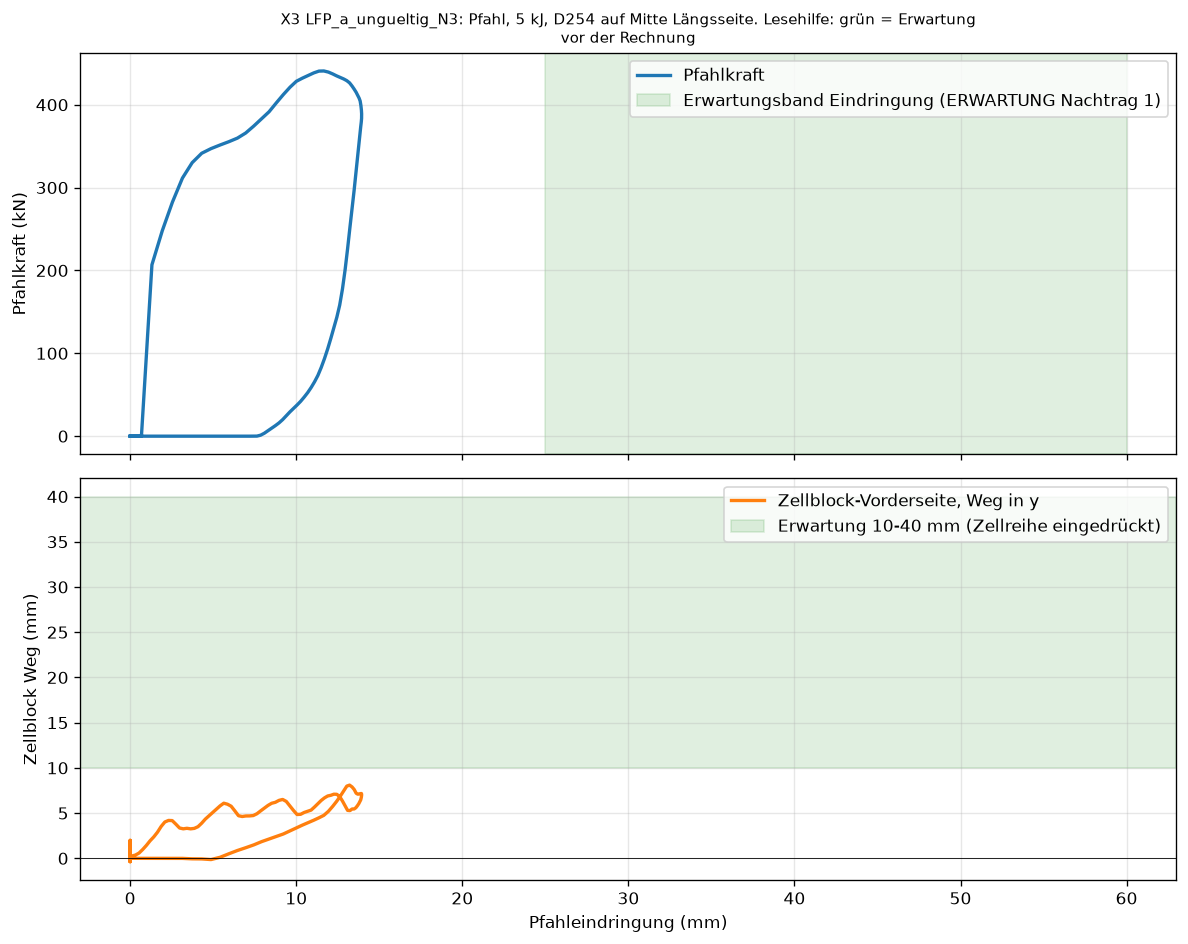 X3 LFP_a_ungueltig_N3: Pfahl, 5 kJ, D254 auf Mitte Längsseite. Lesehilfe: grün = Erwartung
vor der Rechnung
Pfahlkraft
Erwartungsband Eindringung (ERWARTUNG Nachtrag 1)
400
300
200
100
0
Pfahlkraft (kN)
Zellblock-Vorderseite, Weg in y
Erwartung 10-40 mm (Zellreihe eingedrückt)
40
35
30
25
20
15
10
5
0
Zellblock Weg (mm)
0 10 20 30 40 50 60
Pfahleindringung (mm)